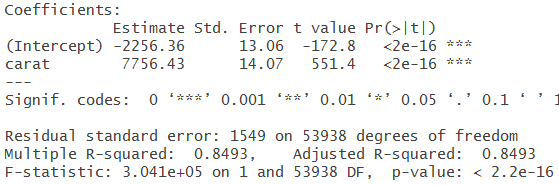 Coefficients:
            Estimate Std. Error t value Pr(>|t|)
(Intercept) -2256.36      13.06  -172.8   <2e-16 ***
carat        7756.43      14.07   551.4   <2e-16 ***
---
Signif. codes:  0 ‘***’ 0.001 ‘**’ 0.01 ‘*’ 0.05 ‘.’ 0.1 ‘ ’ 1
Residual standard error: 1549 on 53938 degrees of freedom
Multiple R-squared:  0.8493,    Adjusted R-squared:  0.8493
F-statistic: 3.041e+05 on 1 and 53938 DF,  p-value: < 2.2e-16